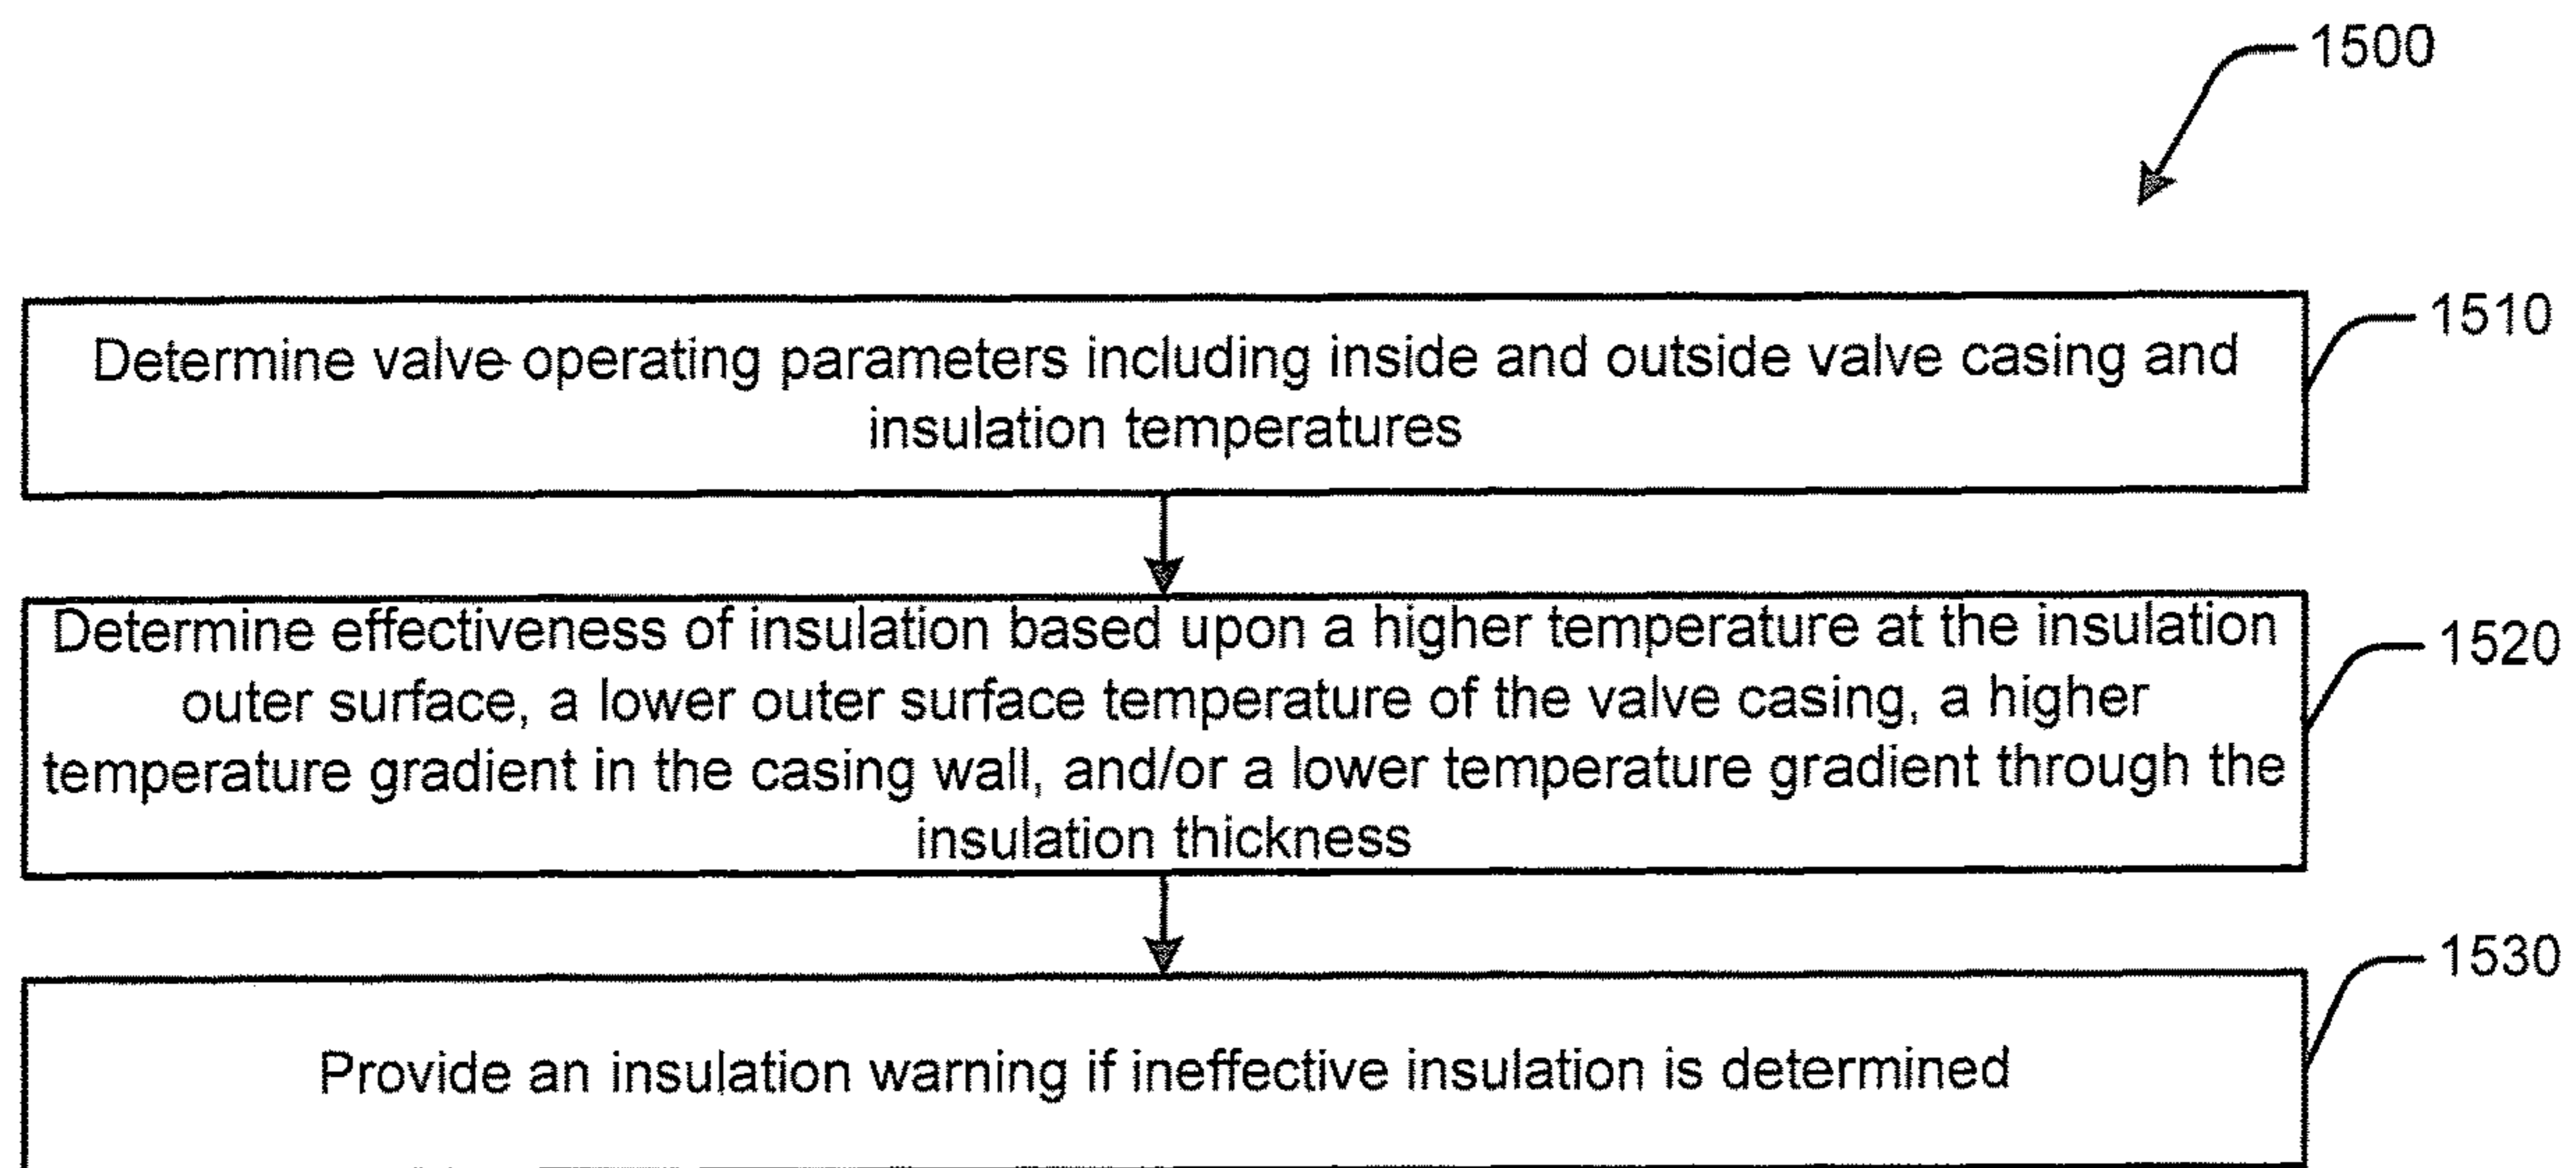 1500
Determine valve operating parameters including inside and outside valve casing and
insulation temperatures
1510
Determine effectiveness of insulation based upon a higher temperature at the insulation
outer surface, a lower outer surface temperature of the valve casing, a higher
temperature gradient in the casing wall, and/or a lower temperature gradient through the
insulation thickness
1520
Provide an insulation warning if ineffective insulation is determined
1530